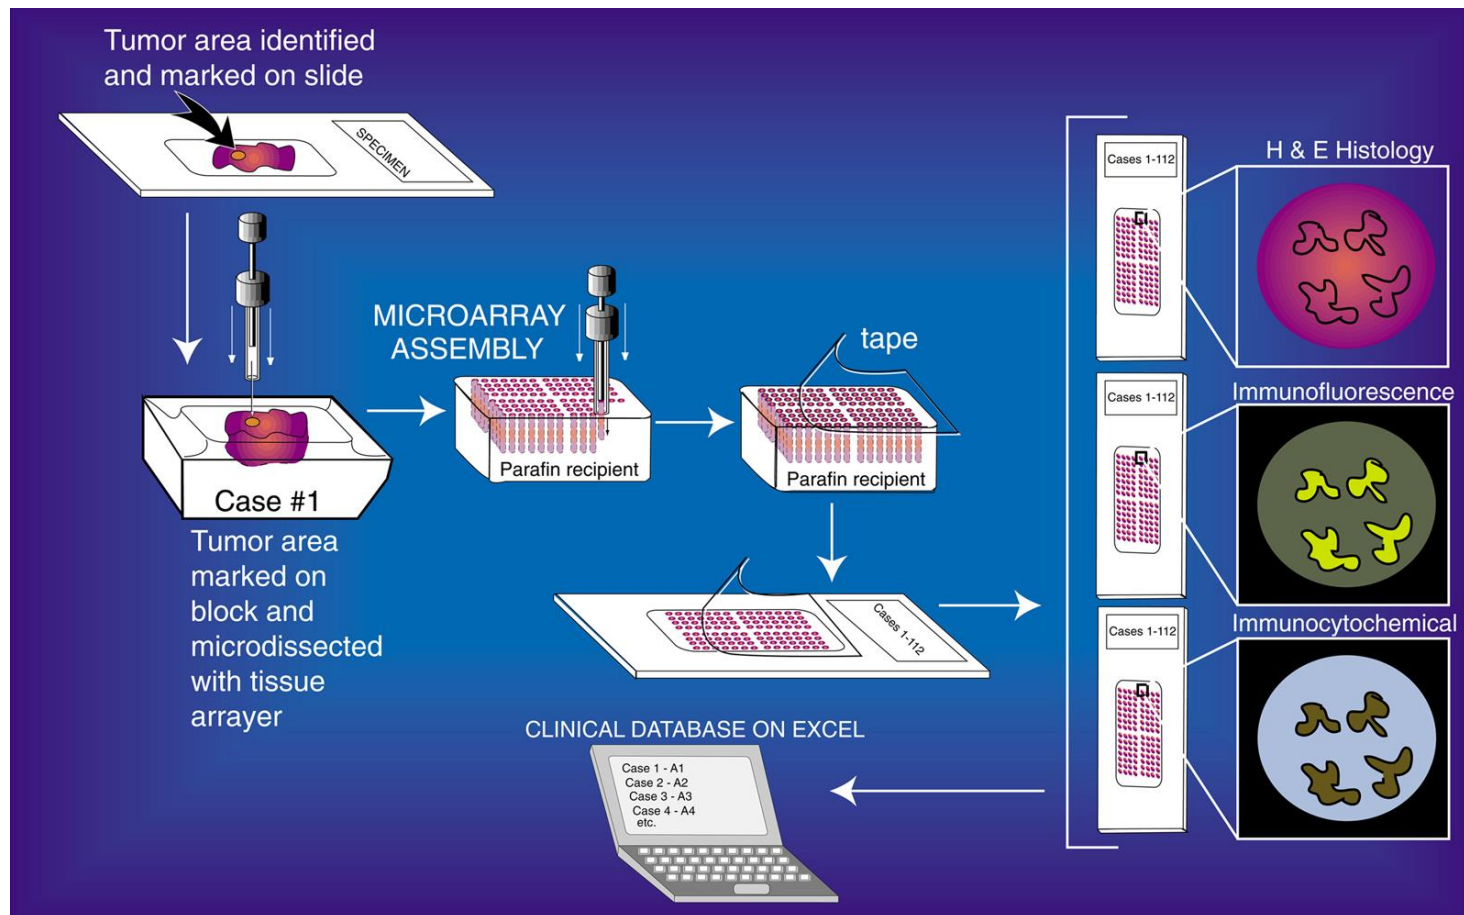 Tumor area identified
and marked on slide
SPECIMEN
Case #1
Tumor area
marked on
block and
microdissected
with tissue
arrayer
MICROARRAY
ASSEMBLY
Parafin recipient
tape
Parafin recipient
Cases 1-112
Cases 1-112
H & E Histology
Cases 1-112
Immunofluorescence
Cases 1-112
Immunocytochemical
CLINICAL DATABASE ON EXCEL
Case 1 - A1
Case 2 - A2
Case 3 - A3
Case 4 - A4
etc.